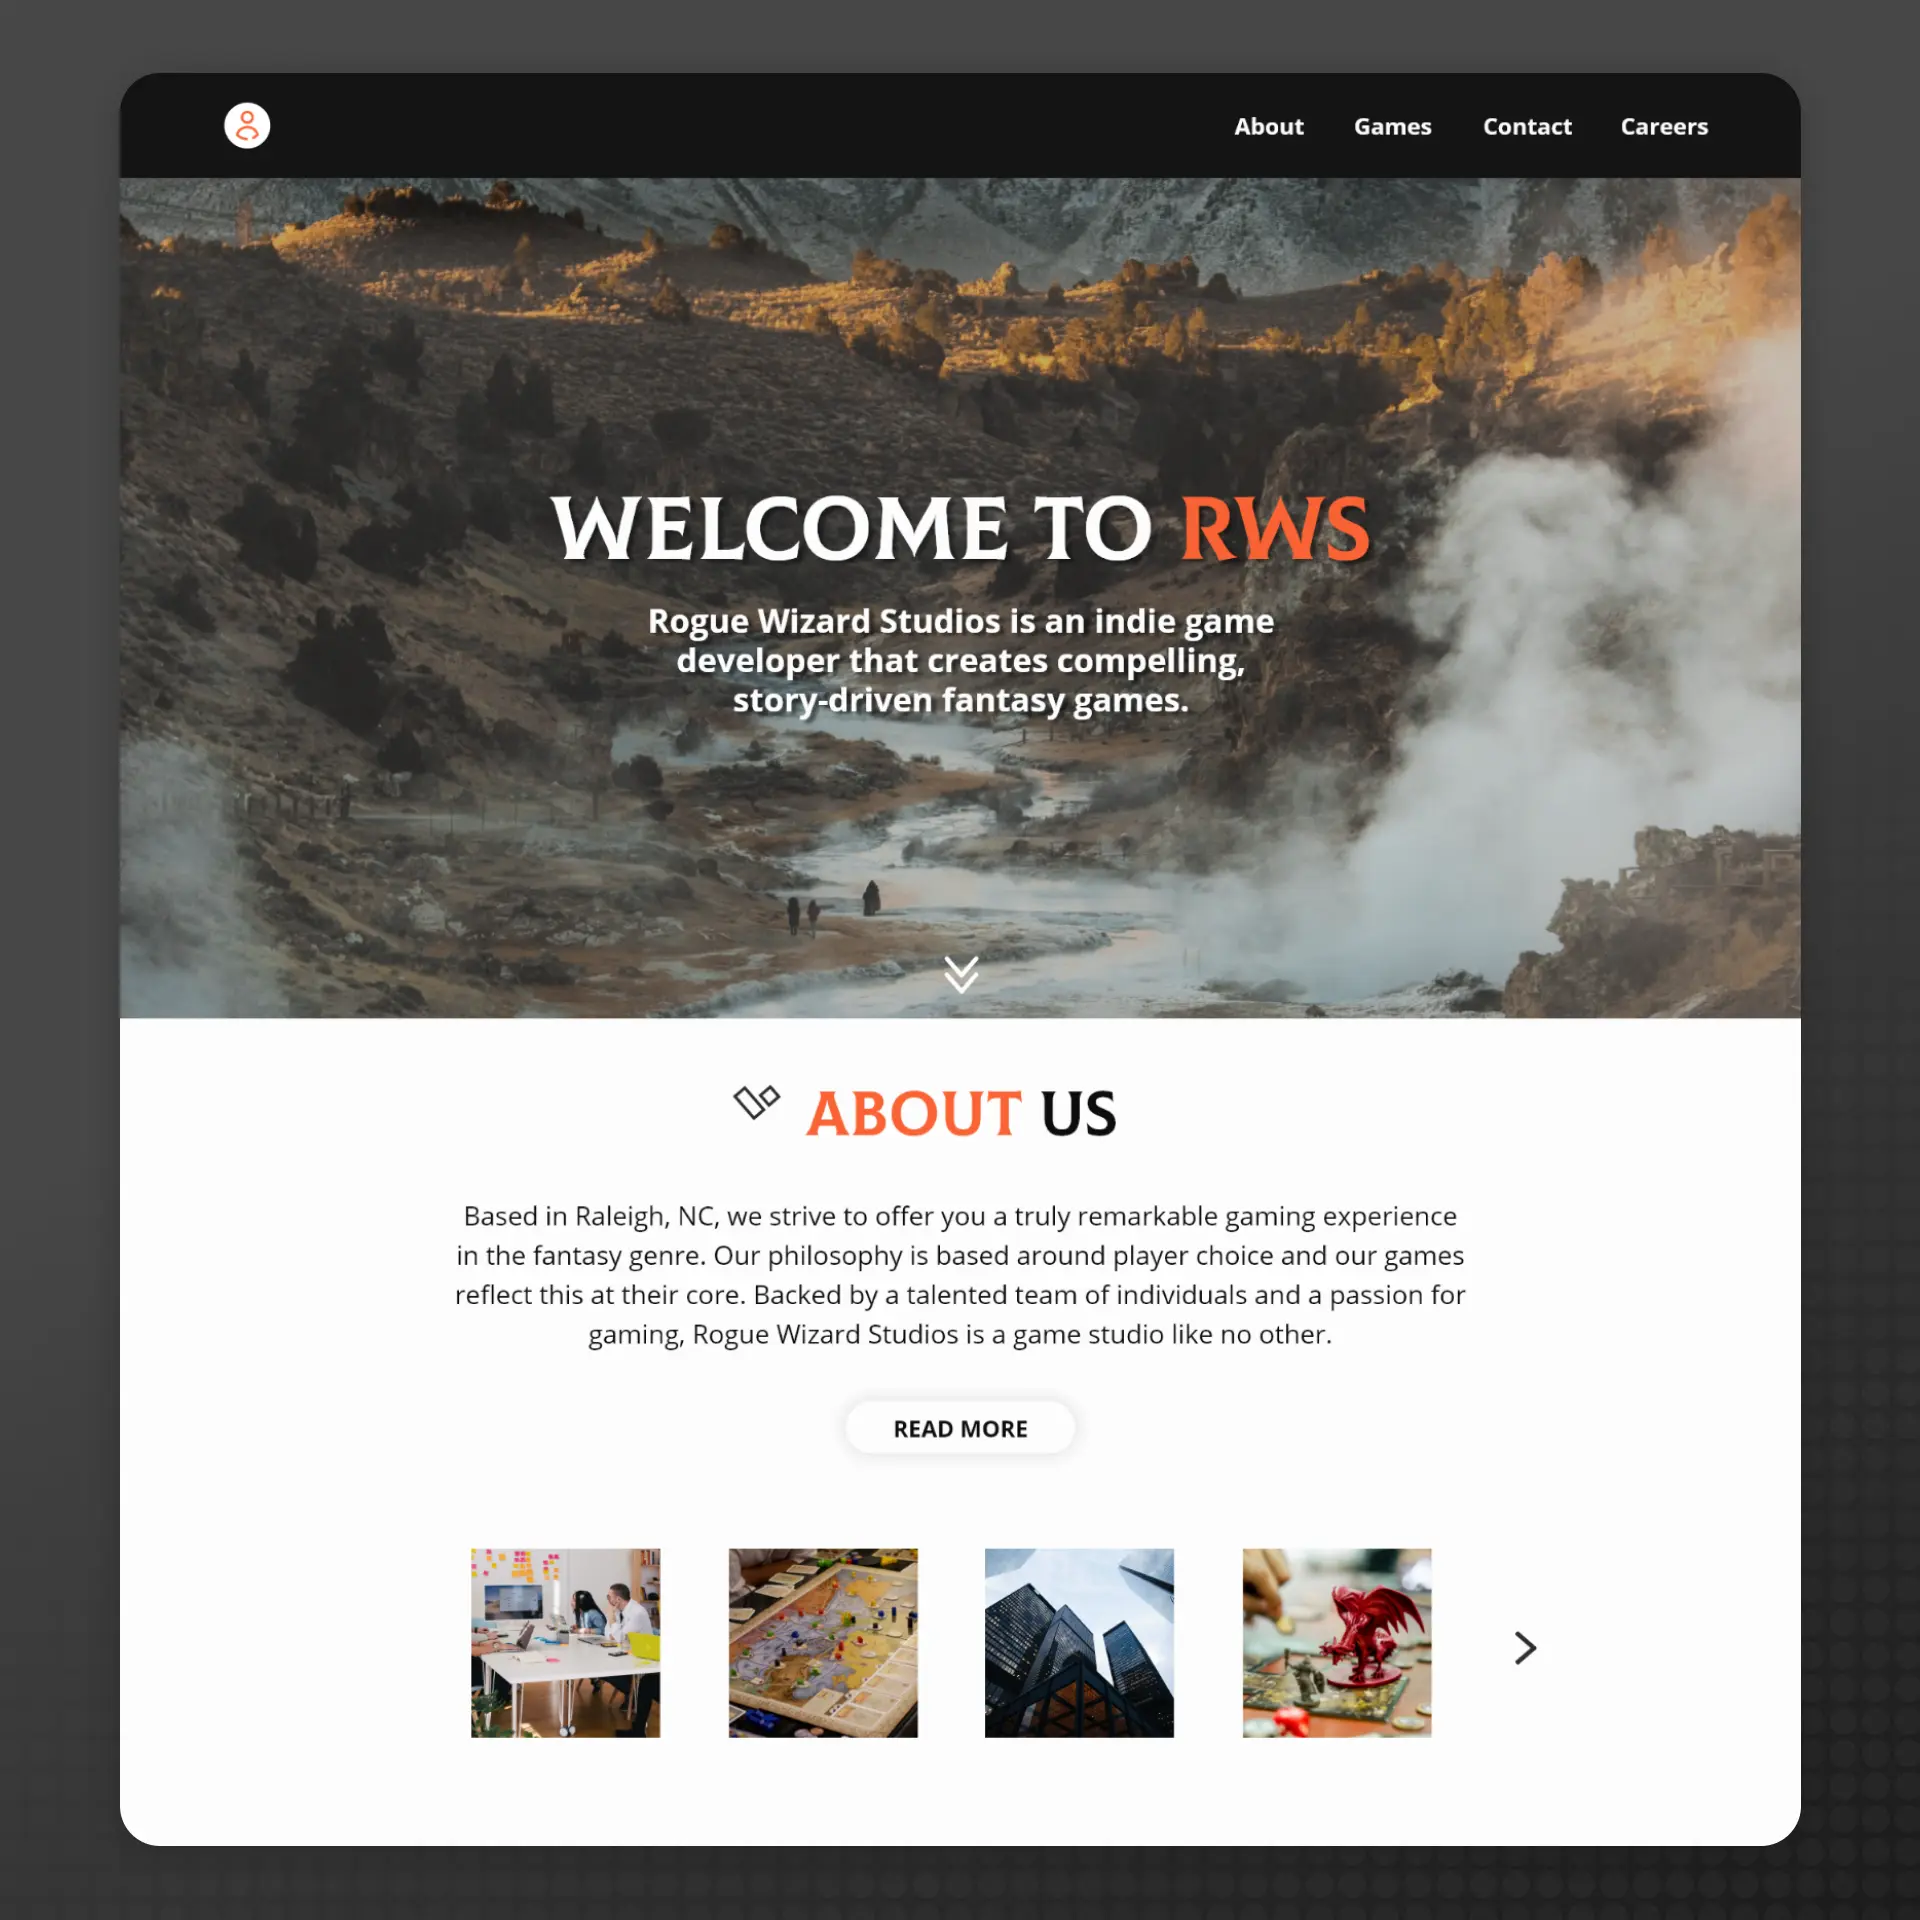 About Games Contact Careers
WELCOME TO RWS
Rogue Wizard Studios is an indie game
developer that creates compelling,
story-driven fantasy games.
ABOUT US
Based in Raleigh, NC, we strive to offer you a truly remarkable gaming experience
in the fantasy genre. Our philosophy is based around player choice and our games
reflect this at their core. Backed by a talented team of individuals and a passion for
gaming, Rogue Wizard Studios is a game studio like no other.
READ MORE